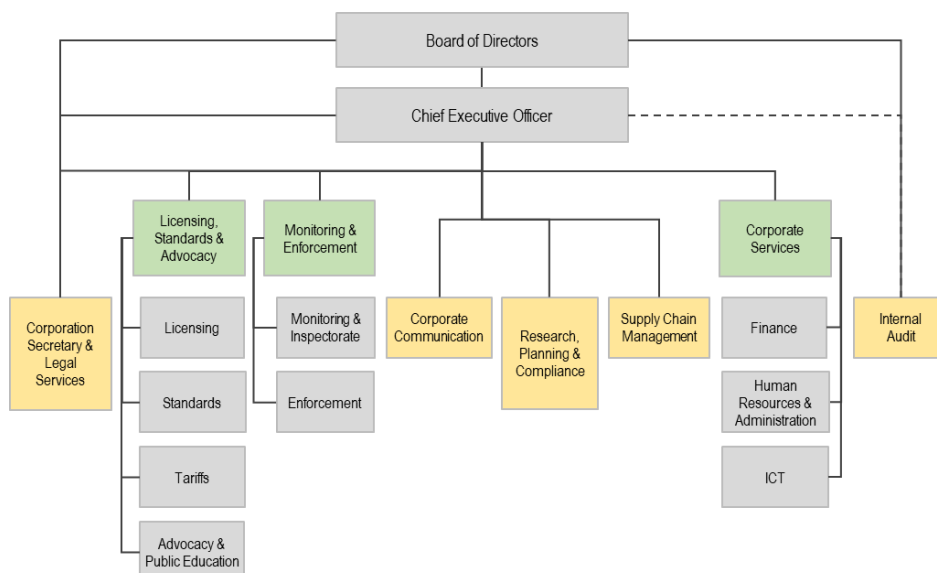 Board of Directors
Chief Executive Officer
Licensing,
Standards &
Advocacy
Monitoring &
Enforcement
Corporate
Services
Corporation
Secretary &
Legal
Services
Licensing
Monitoring &
Inspectorate
Corporate
Communication
Research,
Planning &
Compliance
Supply Chain
Management
Finance
Internal
Audit
Standards
Enforcement
Human
Resources &
Administration
Tariffs
ICT
Advocacy &
Public Education